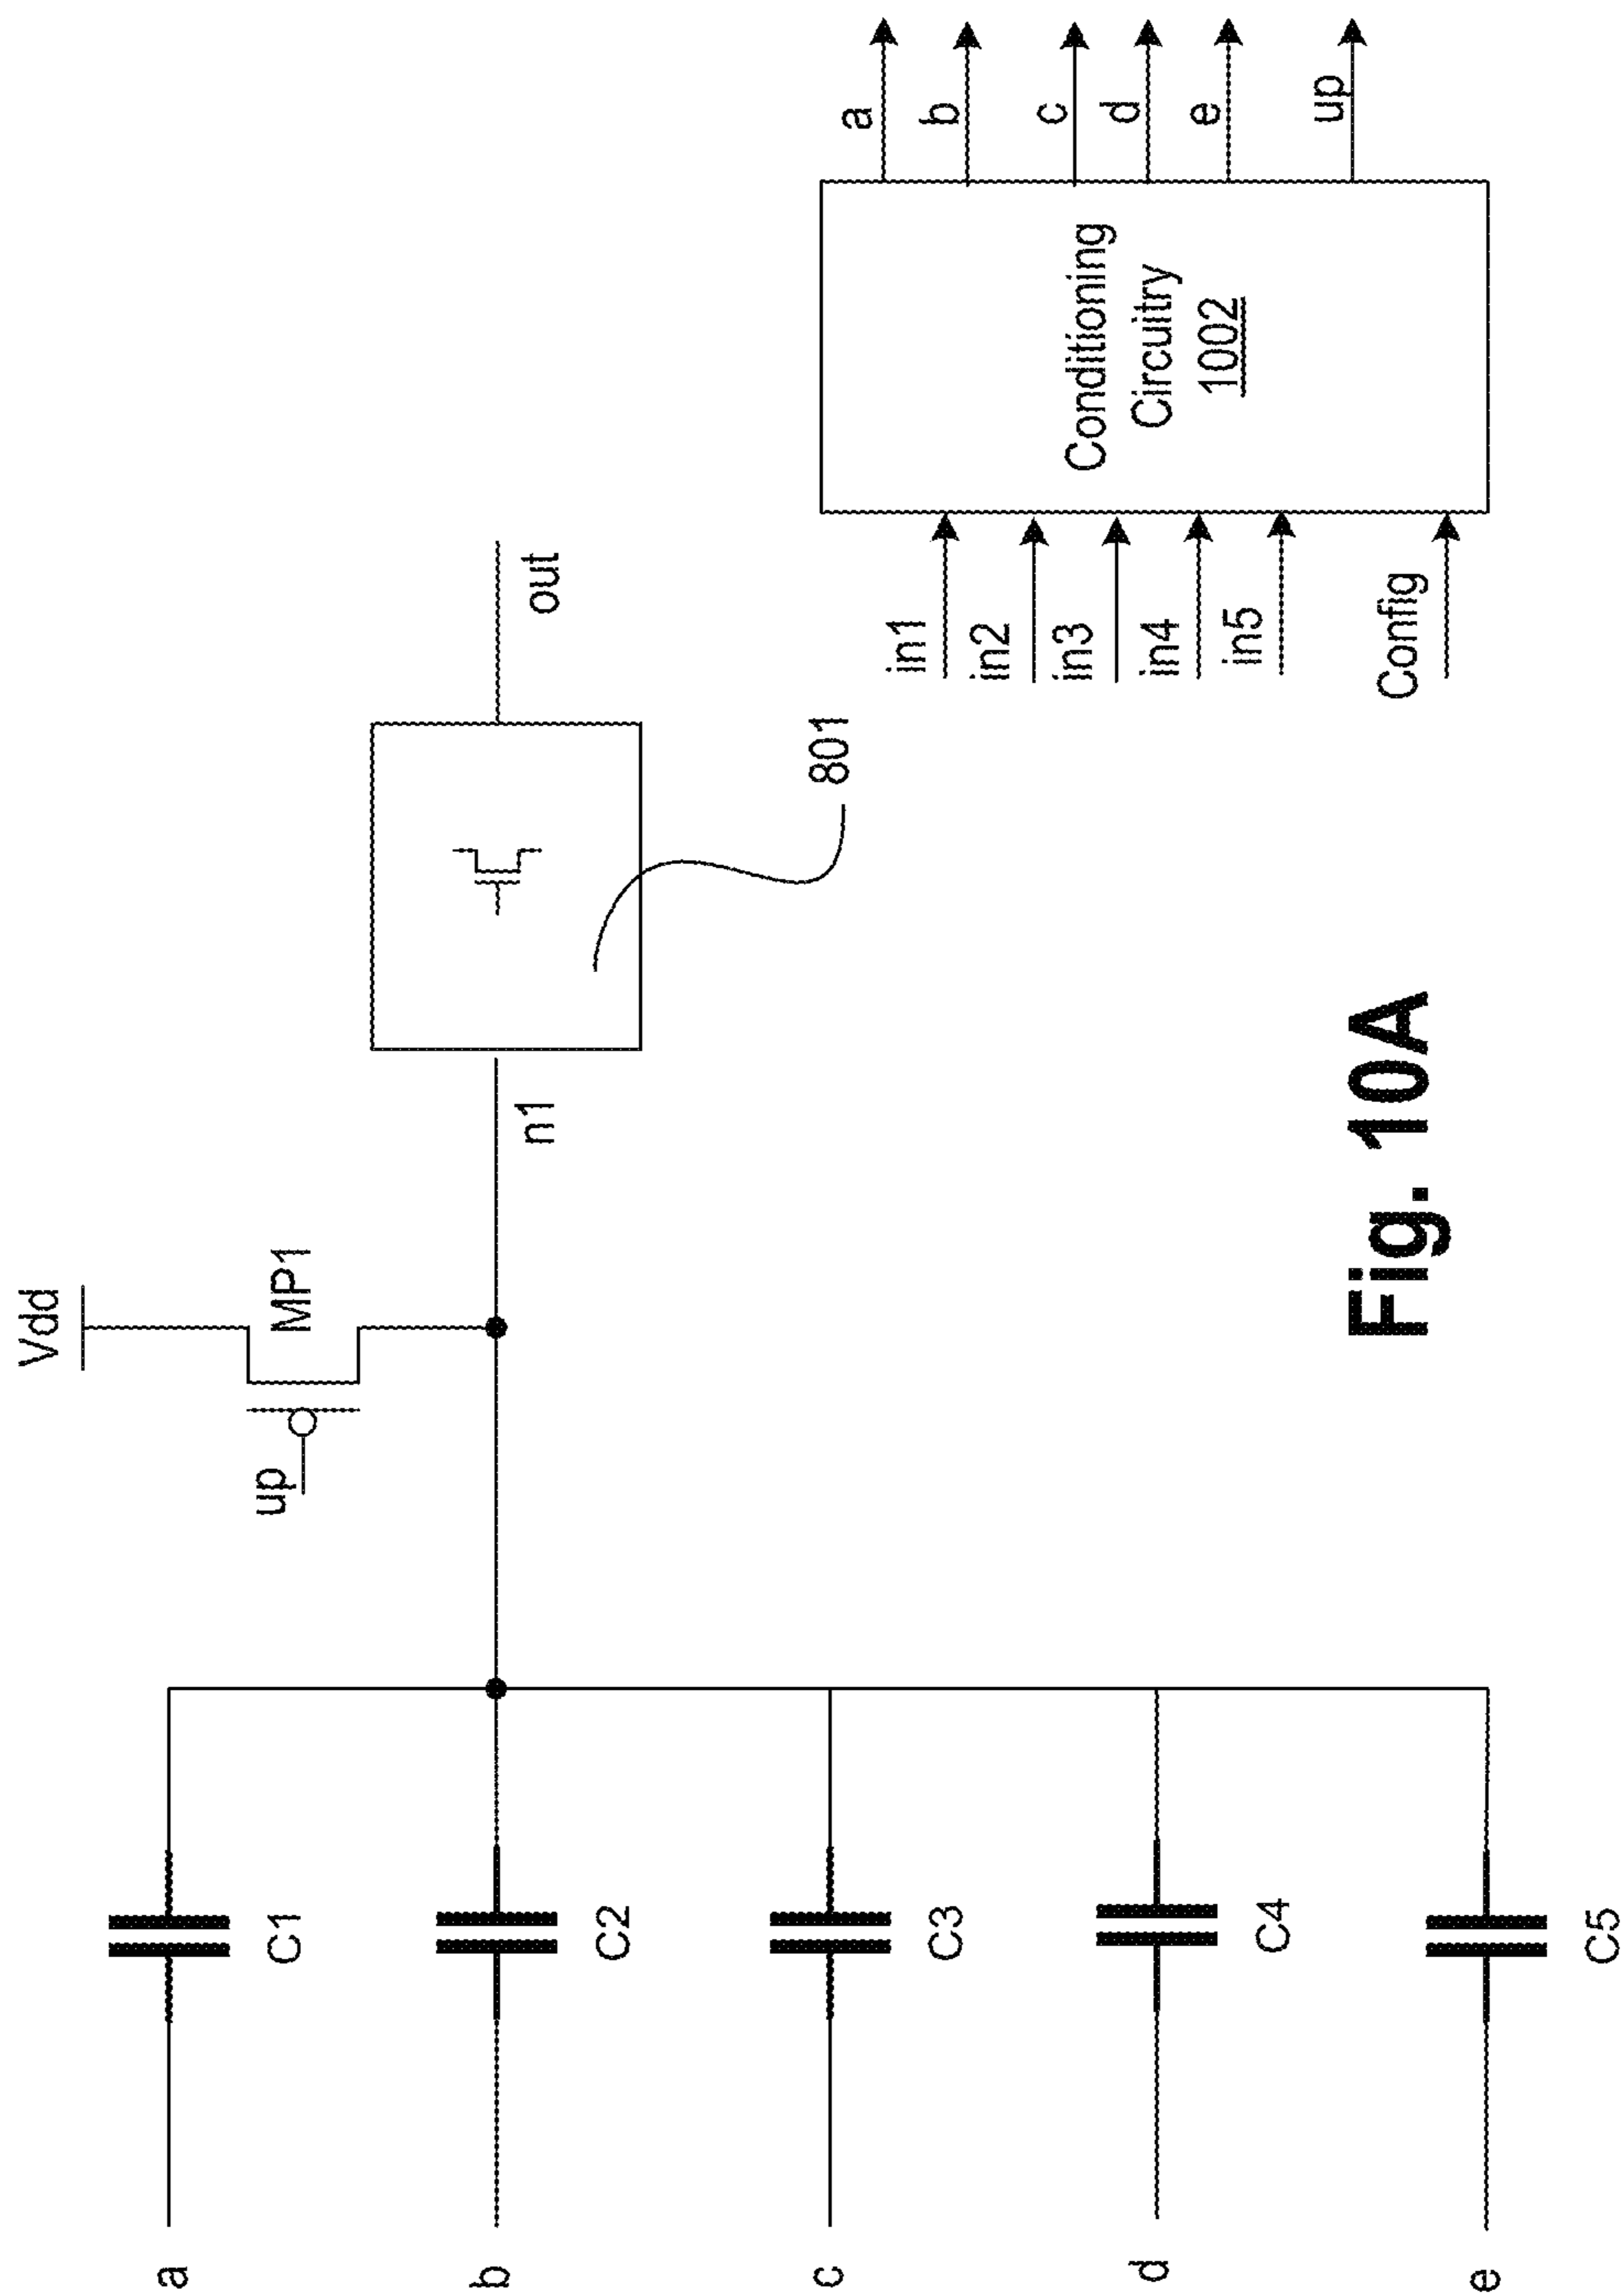 Vdd
up
MP1
a
C1
b
C2
c
C3
d
C4
e
C5
n1
out
801
in1
in2
in3
in4
in5
Config
Conditioning
Circuitry
1002
a
b
c
d
e
up
Fig. 10A